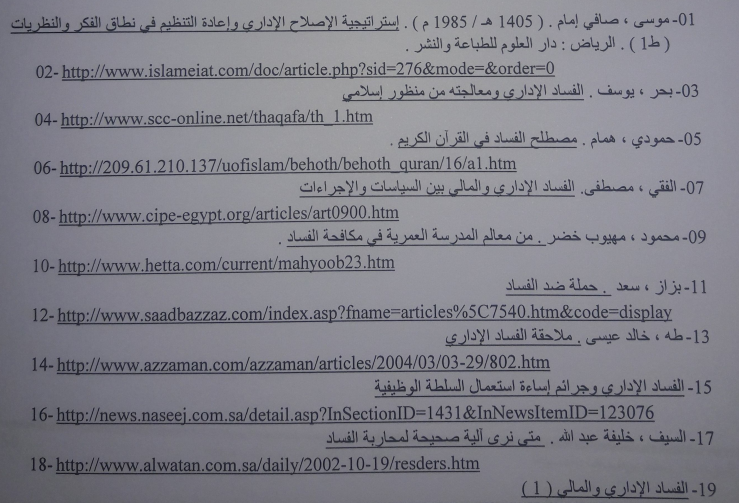 01- موسى ، صافي إمام . ( 1405 هـ / 1985 م ) . إستراتيجية الإصلاح الإداري وإعادة التنظيم في نطاق الفكر والنظريات
( ط1 ) . الرياض : دار العلوم للطباعة والنشر .
02- http://www.islameiat.com/doc/article.php?sid=276&mode=&order=0
03- بحر ، يوسف . الفساد الإداري ومعالجته من منظور إسلامي
04- http://www.scc-online.net/thaqafa/th_1.htm
05- حمودي ، همام . مصطلح الفساد في القرآن الكريم .
06- http://209.61.210.137/uofislam/behoth/behoth_quran/16/a1.htm
07- الفقي ، مصطفى. الفساد الإداري والمالي بين السياسات والإجراءات
08- http://www.cipe-egypt.org/articles/art0900.htm
09- محمود ، مهيوب خضر . من معالم المدرسة العمرية في مكافحة الفساد .
10- http://www.hetta.com/current/mahyoob23.htm
11- بزاز ، سعد . حملة ضد الفساد
12- http://www.saadbazzaz.com/index.asp?fname=articles%5C7540.htm&code=display
13- طه ، خالد عيسى . ملاحقة الفساد الإداري
14- http://www.azzaman.com/azzaman/articles/2004/03/03-29/802.htm
15- الفساد الإداري وجرائم إساءة استعمال السلطة الوظيفية
16- http://news.naseej.com.sa/detail.asp?InSectionID=1431&InNewsItemID=123076
17- السيف ، خليفة عبد الله . متى نرى آلية صحيحة لمحاربة الفساد
18- http://www.alwatan.com.sa/daily/2002-10-19/resders.htm
19- الفساد الإداري والمالي ( 1 )